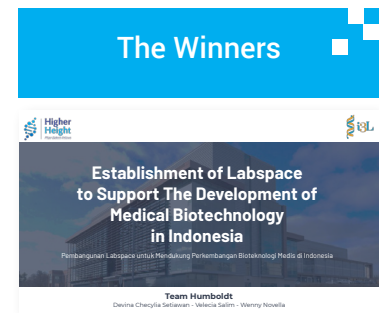 The Winners
Higher
Height
i3L
Establishment of Labspace
to Support The Development of
Medical Biotechnology
in Indonesia
Pembangunan Labspace untuk Mendukung Perkembangan Bioteknologi Medis di Indonesia
Team Humboldt
Devina Checylia Setiawan - Velecia Salim - Wenny Novella